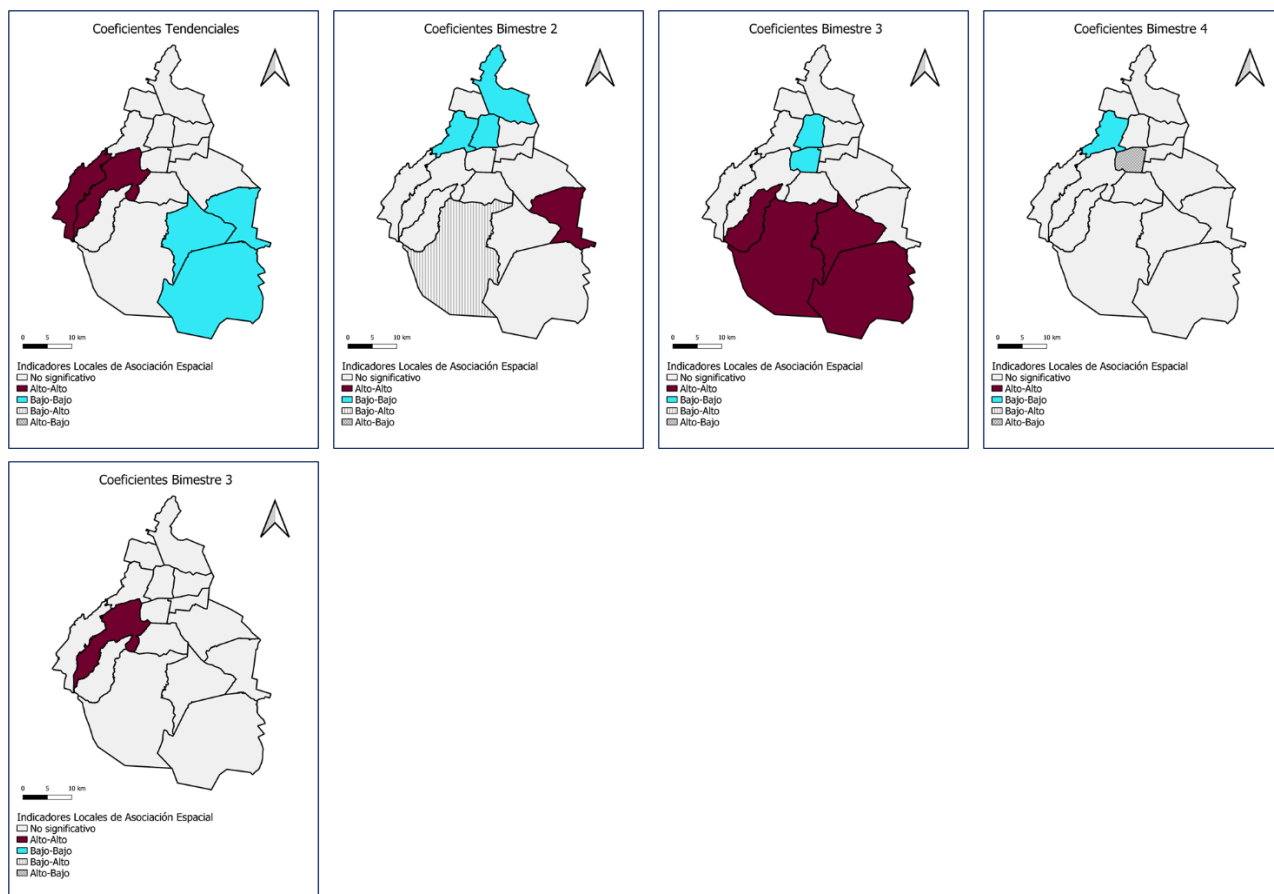 Coeficientes Tendenciales
0 5 10 km
Indicadores Locales de Asociación Espacial
No significativo
Alto-Alto
Bajo-Bajo
Bajo-Alto
Alto-Bajo
Coeficientes Bimestre 2
0 5 10 km
Indicadores Locales de Asociación Espacial
No significativo
Alto-Alto
Bajo-Bajo
Bajo-Alto
Alto-Bajo
Coeficientes Bimestre 3
0 5 10 km
Indicadores Locales de Asociación Espacial
No significativo
Alto-Alto
Bajo-Bajo
Bajo-Alto
Alto-Bajo
Coeficientes Bimestre 4
0 5 10 km
Indicadores Locales de Asociación Espacial
No significativo
Alto-Alto
Bajo-Bajo
Bajo-Alto
Alto-Bajo
Coeficientes Bimestre 3
0 5 10 km
Indicadores Locales de Asociación Espacial
No significativo
Alto-Alto
Bajo-Bajo
Bajo-Alto
Alto-Bajo